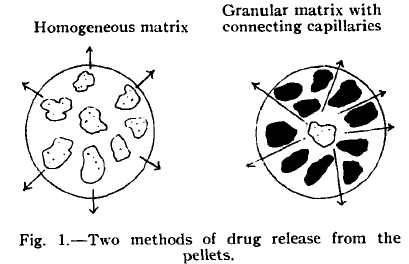 Homogeneous matrix
Granular matrix with
connecting capillaries
Fig. 1.—Two methods of drug release from the
pellets.